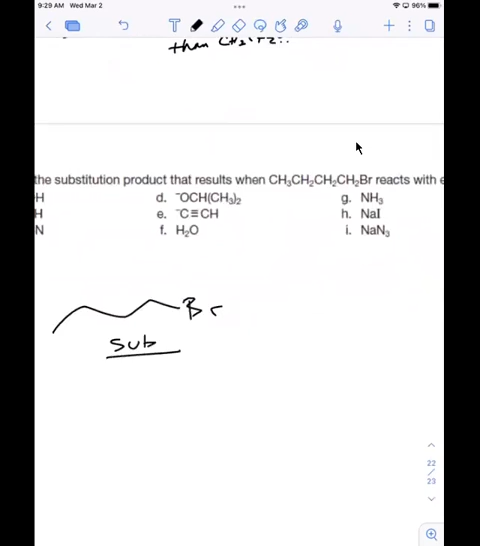 9:29 AM Wed Mar 2
96%
than
the substitution product that results when CH₃CH₂CH₂CH₂Br reacts with e
H d. ⁻OCH(CH₃)₂ g. NH₃
H e. ⁻C≡CH h. NaI
N f. H₂O i. NaN₃
Br
Sub
22
/
23